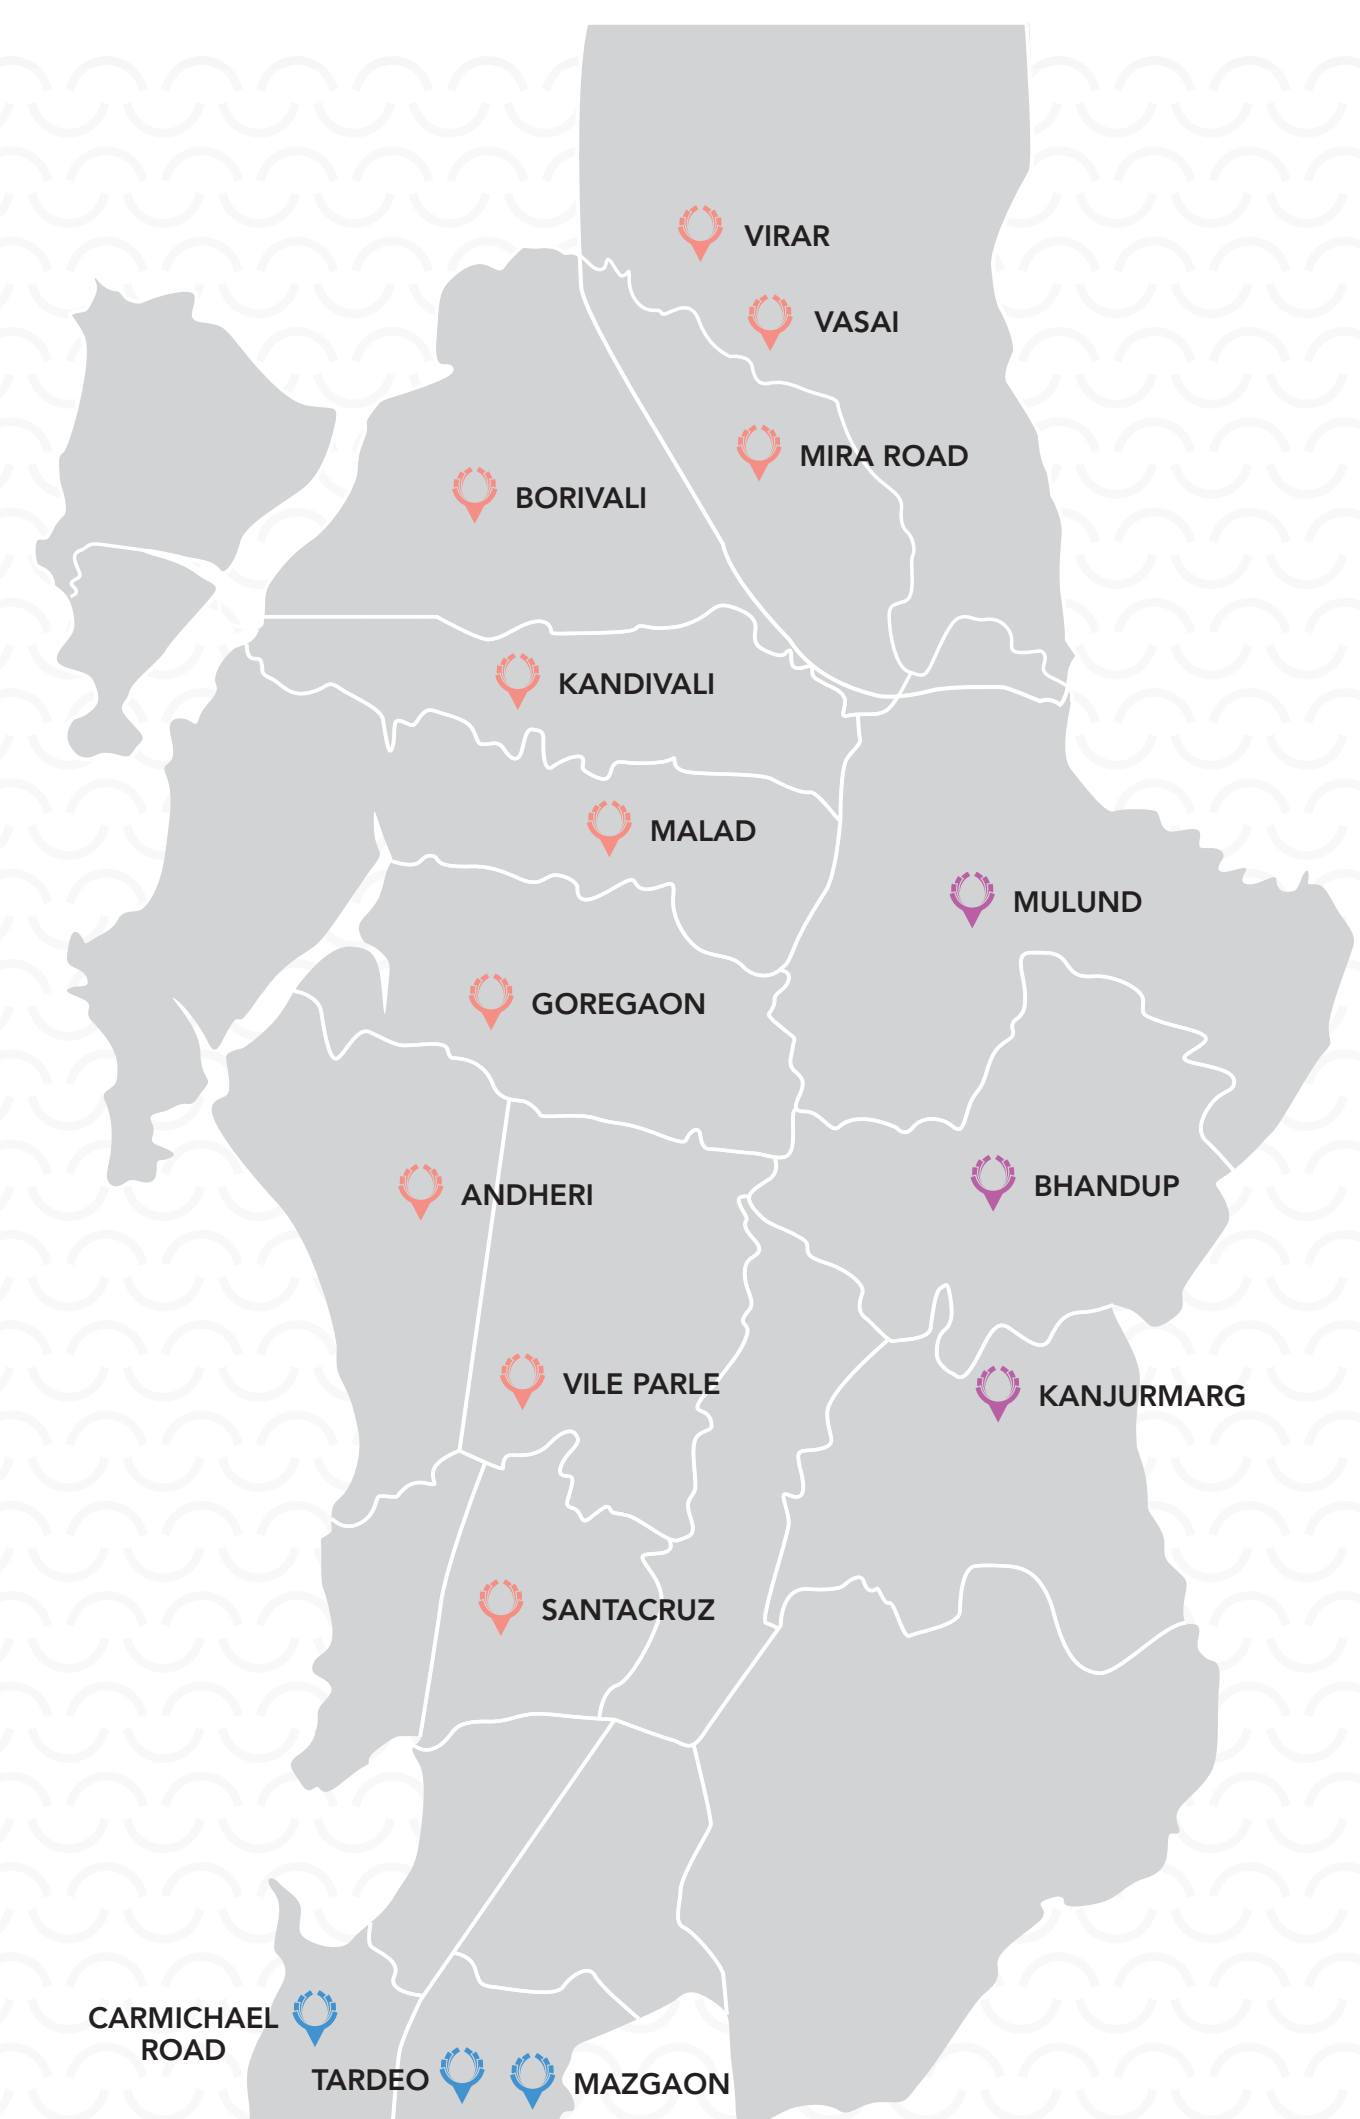 VIRAR
VASAI
MIRA ROAD
BORIVALI
KANDIVALI
MALAD
MULUND
GOREGAON
BHANDUP
ANDHERI
VILE PARLE
KANJURMARG
SANTACRUZ
CARMICHAEL
ROAD
TARDEO
MAZGAON